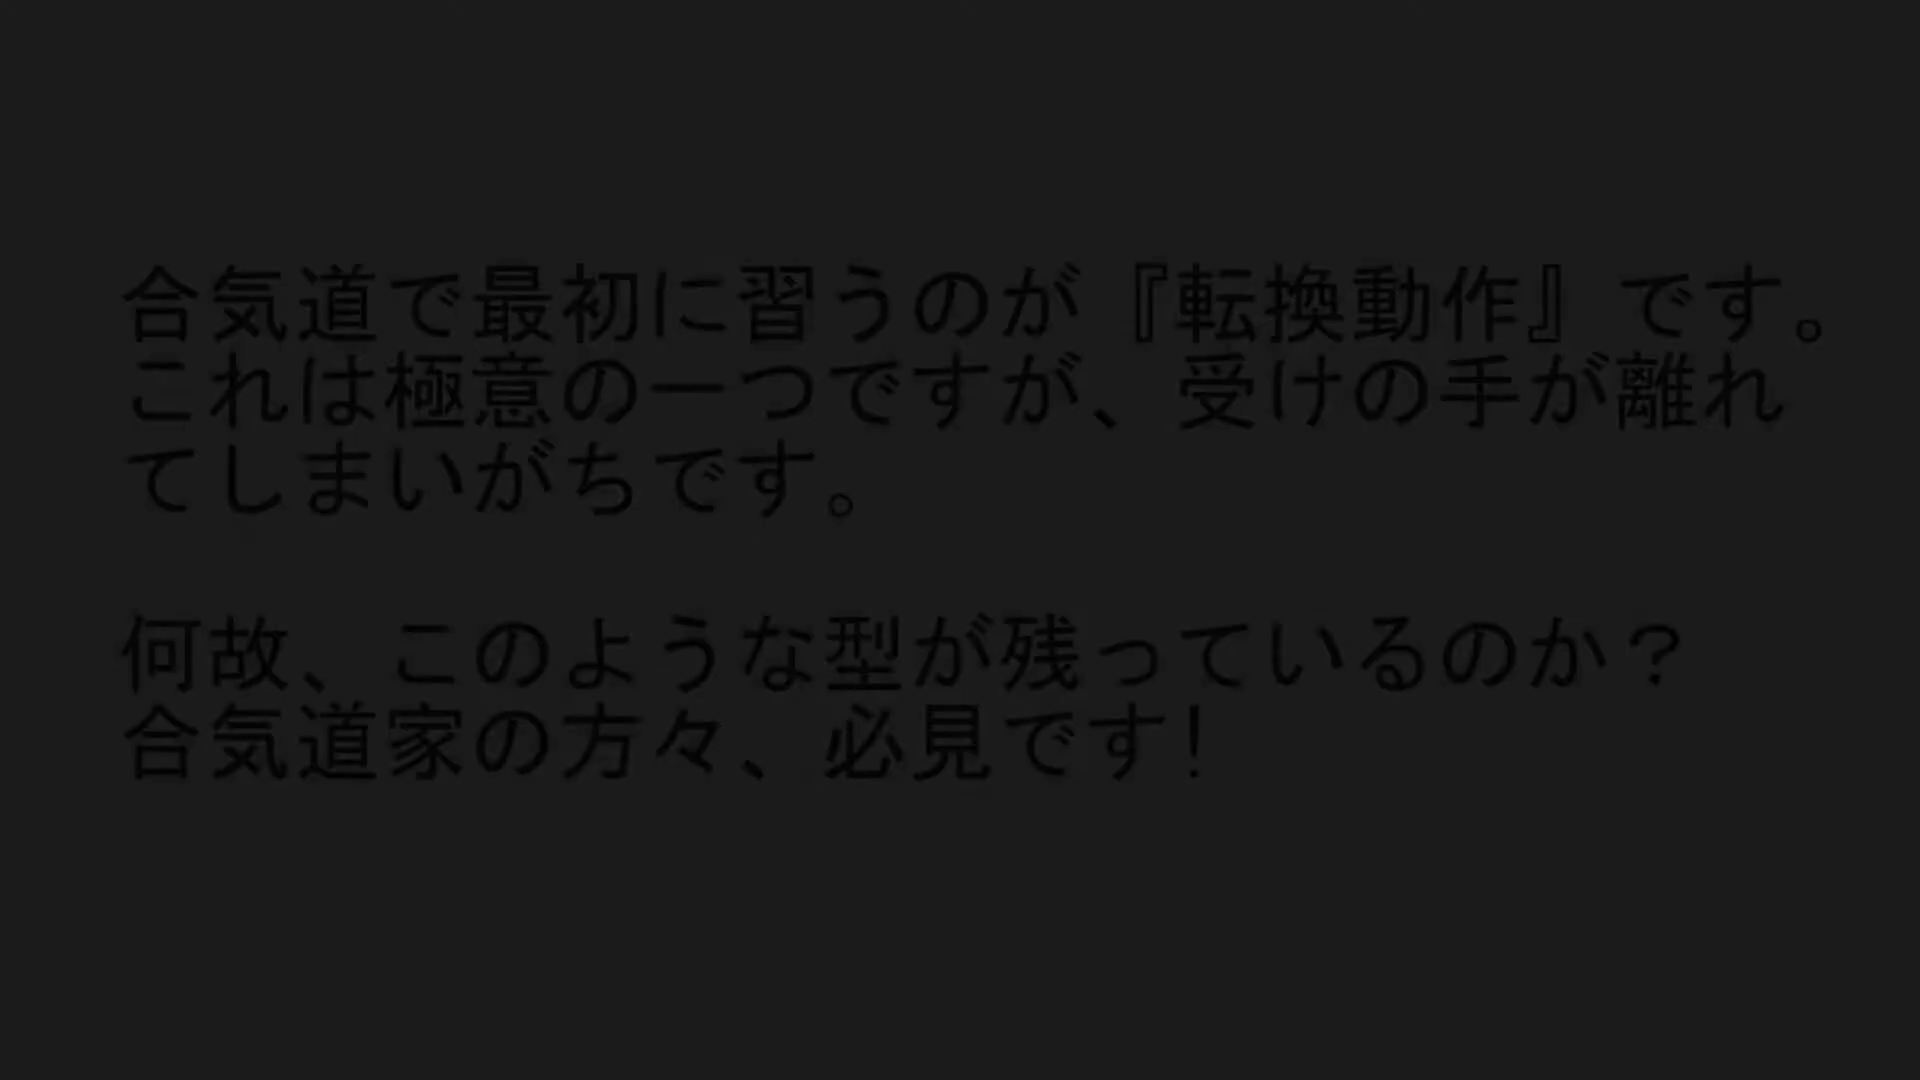 合気道で最初に習うのが『転換動作』です。
これは極意の一つですが、受けの手が離れ
てしまいがちです。
何故、このような型が残っているのか？
合気道家の方々、必見です！